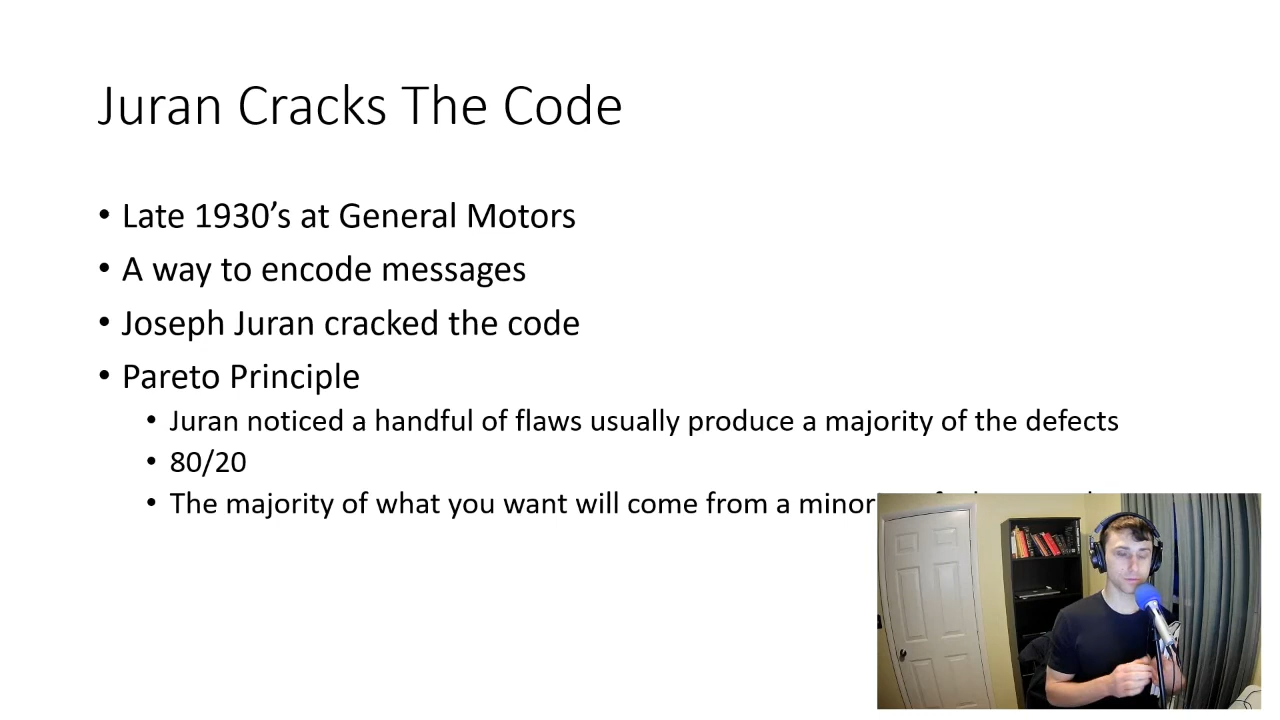 Juran Cracks The Code
• Late 1930’s at General Motors
• A way to encode messages
• Joseph Juran cracked the code
• Pareto Principle
• Juran noticed a handful of flaws usually produce a majority of the defects
• 80/20
• The majority of what you want will come from a